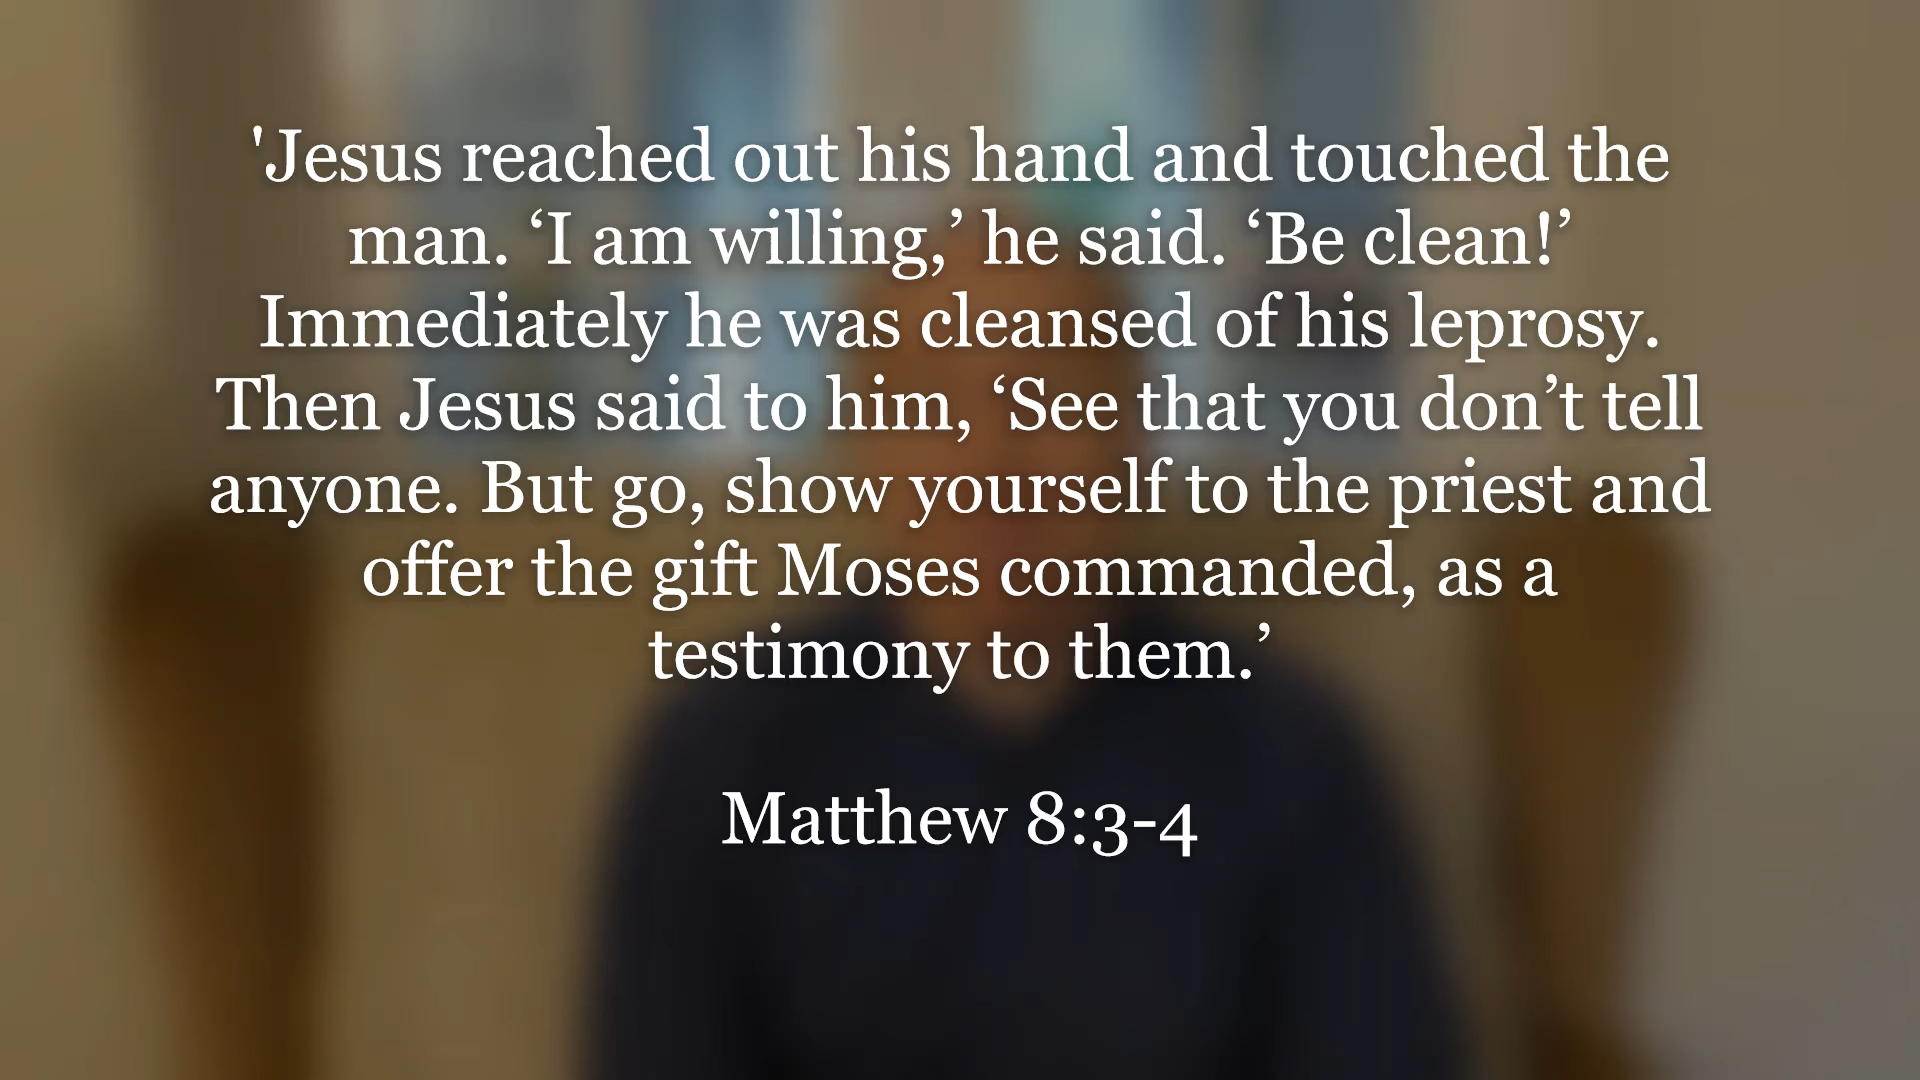 'Jesus reached out his hand and touched the
man. ‘I am willing,’ he said. ‘Be clean!’
Immediately he was cleansed of his leprosy.
Then Jesus said to him, ‘See that you don’t tell
anyone. But go, show yourself to the priest and
offer the gift Moses commanded, as a
testimony to them.’
Matthew 8:3-4